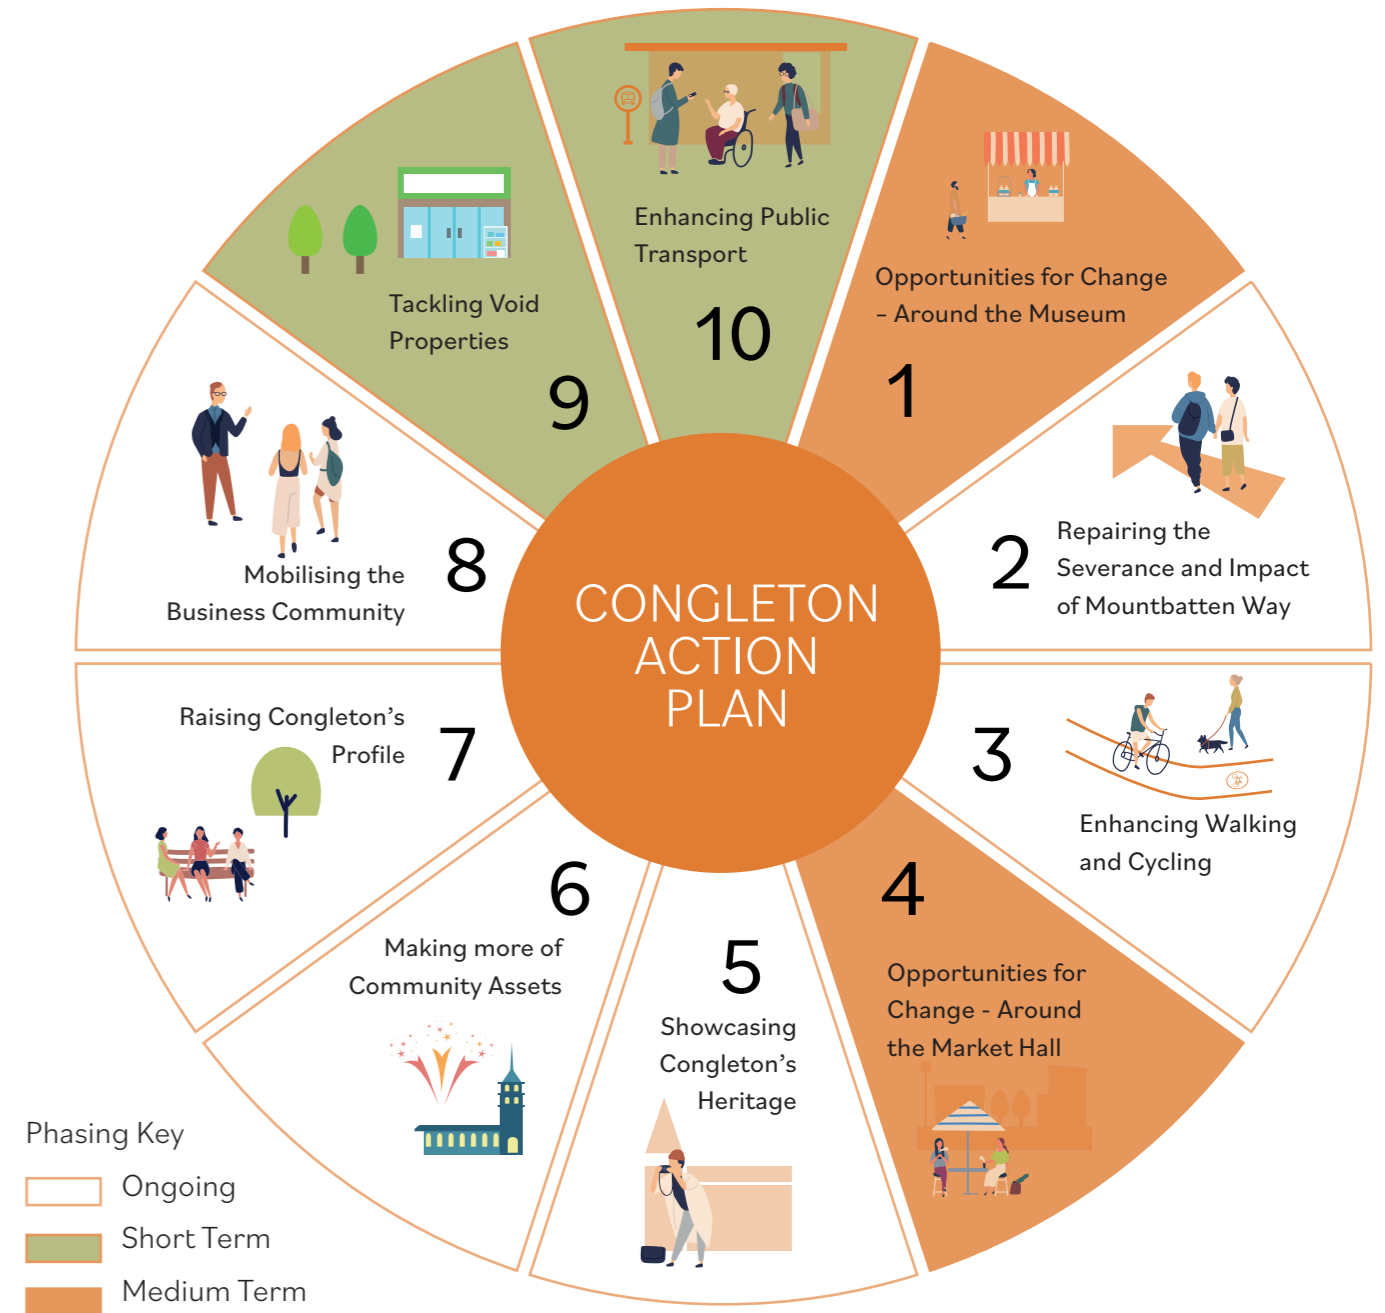 CONGLETON
ACTION
PLAN
Opportunities for Change
– Around the Museum
1
2
Repairing the
Severance and Impact
of Mountbatten Way
3
Enhancing Walking
and Cycling
4
Opportunities for
Change - Around
the Market Hall
5
Showcasing
Congleton’s
Heritage
6
Making more of
Community Assets
Raising Congleton’s
Profile
7
8
Mobilising the
Business Community
Tackling Void
Properties
9
Enhancing Public
Transport
10
Phasing Key
Ongoing
Short Term
Medium Term